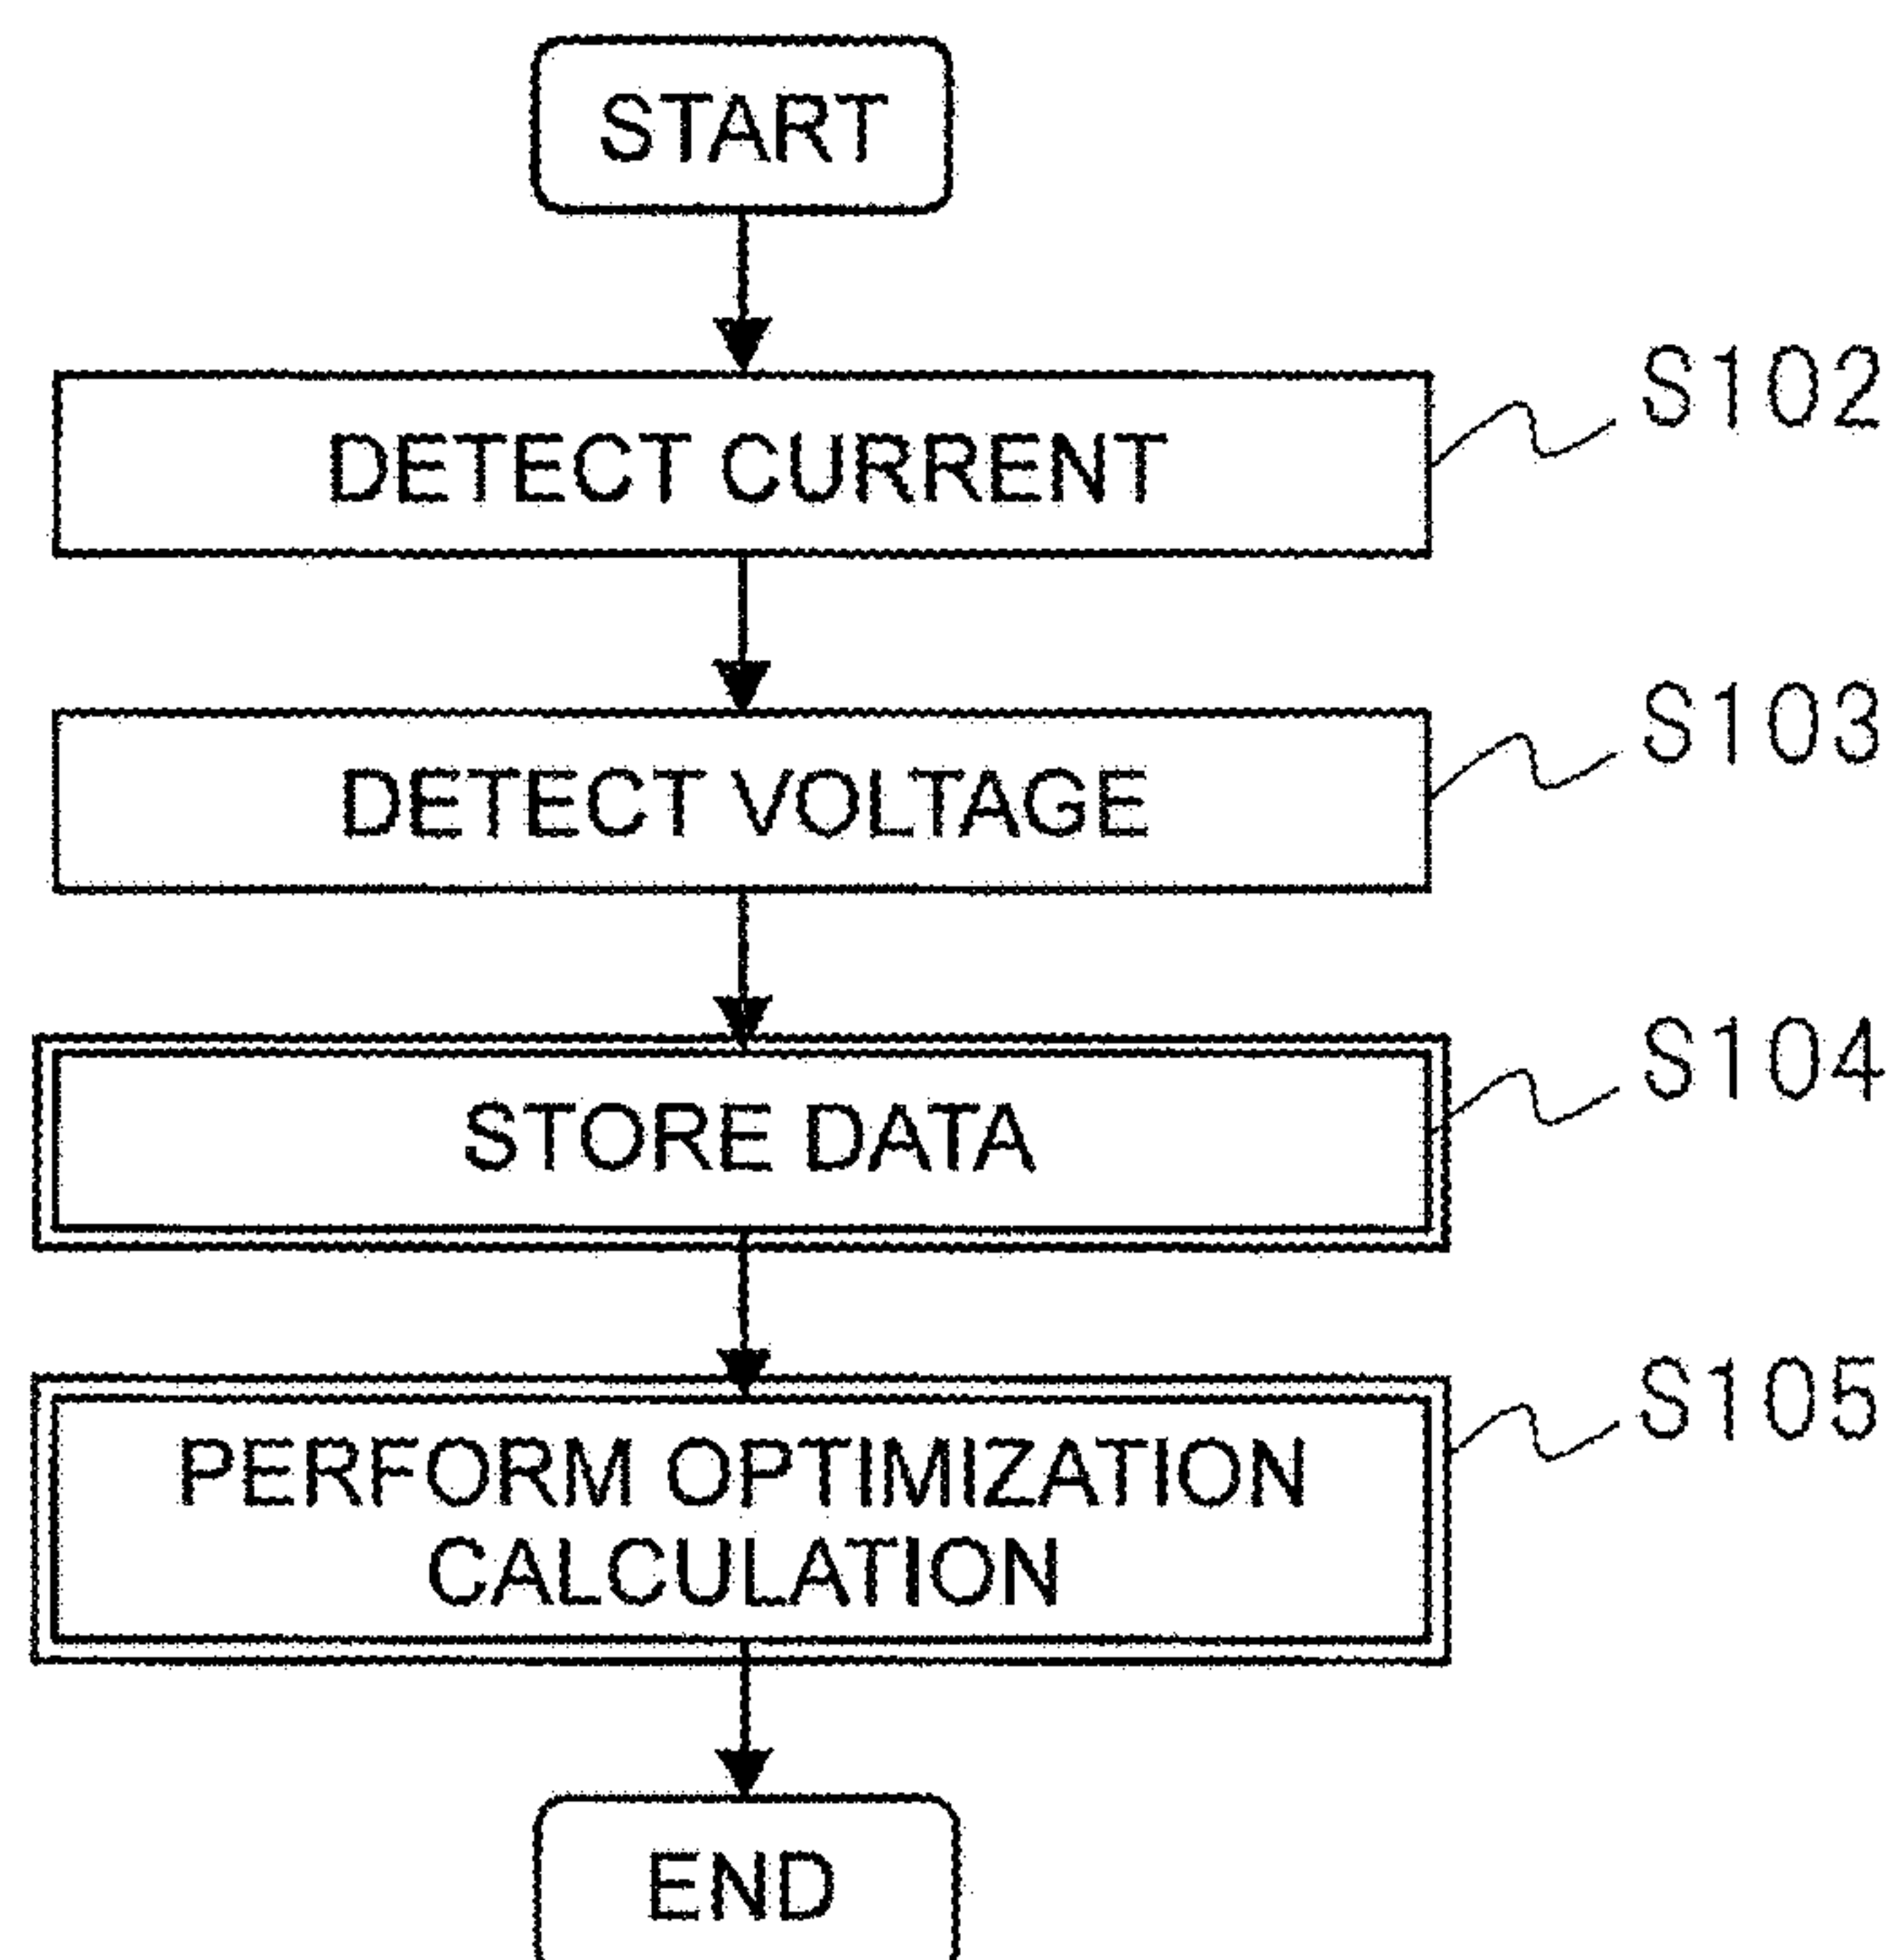 START
DETECT CURRENT
S102
DETECT VOLTAGE
S103
STORE DATA
S104
PERFORM OPTIMIZATION
CALCULATION
S105
END